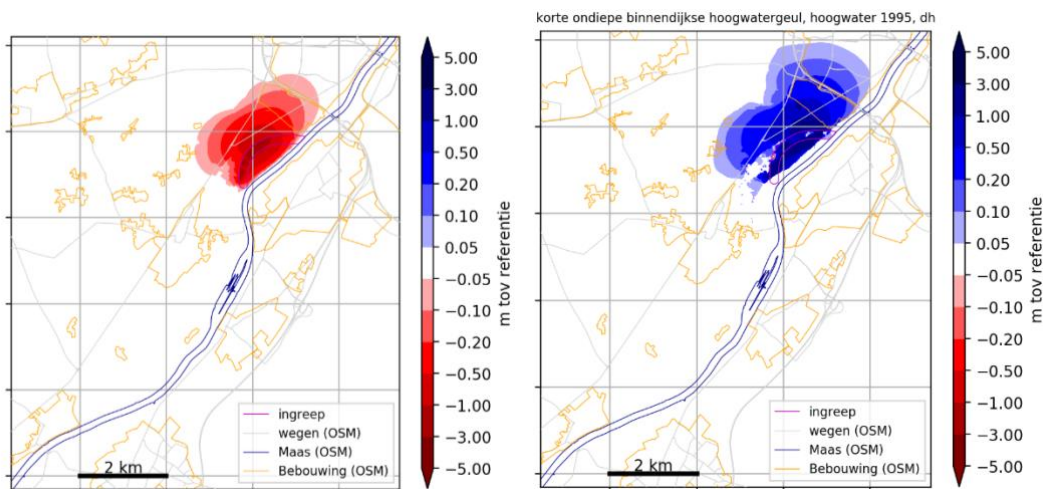 korte ondiepe binnendijkse hoogwatergeul, hoogwater 1995, dh
5.00
3.00
1.00
0.50
0.20
0.10
0.05
−0.05
−0.10
−0.20
−0.50
−1.00
−3.00
−5.00
m tov referentie
ingreep
wegen (OSM)
Maas (OSM)
Bebouwing (OSM)
2 km
5.00
3.00
1.00
0.50
0.20
0.10
0.05
−0.05
−0.10
−0.20
−0.50
−1.00
−3.00
−5.00
m tov referentie
ingreep
wegen (OSM)
Maas (OSM)
Bebouwing (OSM)
2 km